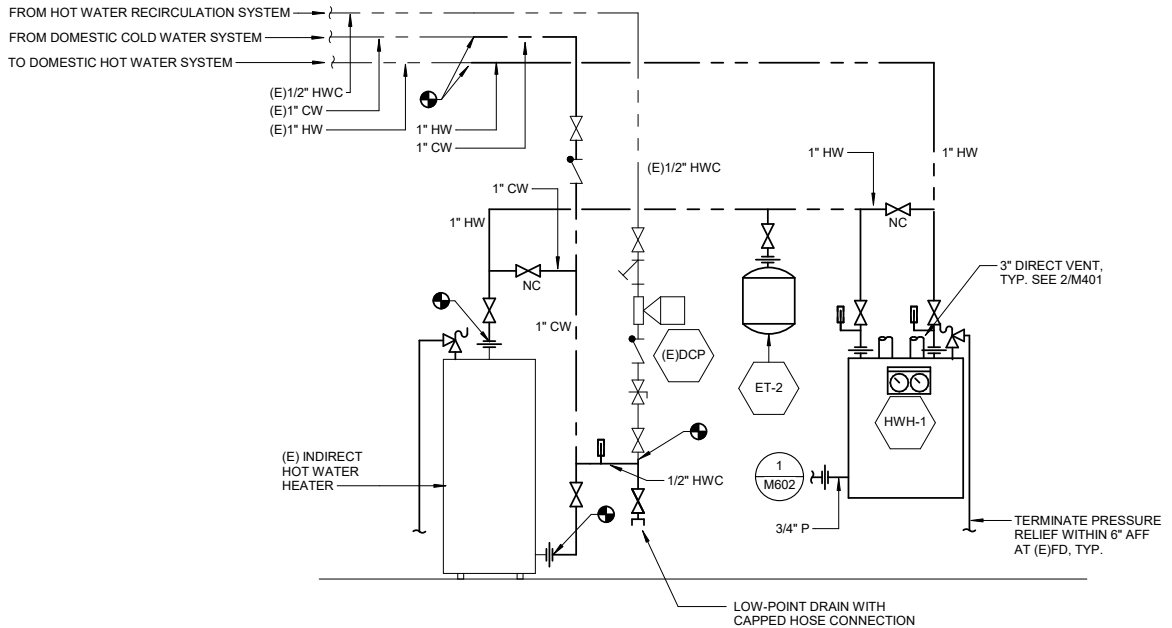 FROM HOT WATER RECIRCULATION SYSTEM
FROM DOMESTIC COLD WATER SYSTEM
TO DOMESTIC HOT WATER SYSTEM
(E)1/2" HWC
(E)1" CW
(E)1" HW
1" HW
1" CW
1" HW
1" HW
(E)1/2" HWC
1" CW
1" HW
NC
NC
3" DIRECT VENT,
TYP. SEE 2/M401
1" CW
(E)DCP
ET-2
HWH-1
(E) INDIRECT
HOT WATER
HEATER
1/2" HWC
1
M602
3/4" P
TERMINATE PRESSURE
RELIEF WITHIN 6" AFF
AT (E)FD, TYP.
LOW-POINT DRAIN WITH
CAPPED HOSE CONNECTION